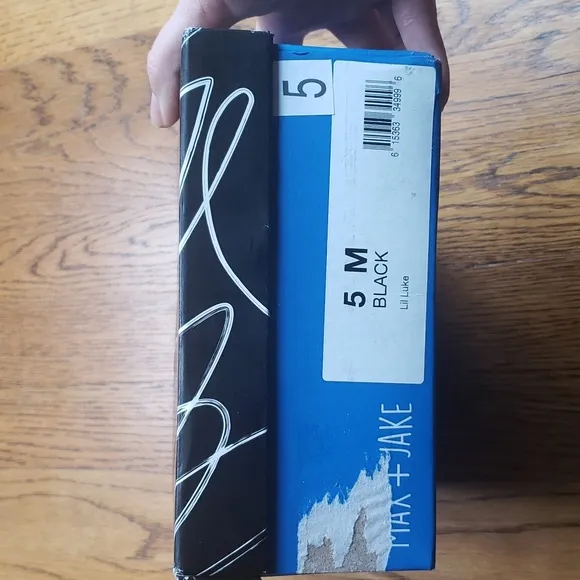 5
6 15363 34999 6
5 M
BLACK
Lil Luke
MAX + JAKE